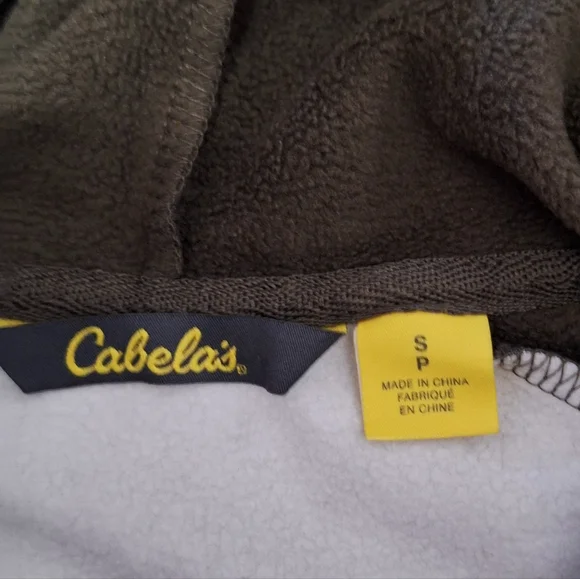 Cabela's®
S
P
MADE IN CHINA
FABRIQUÉ
EN CHINE